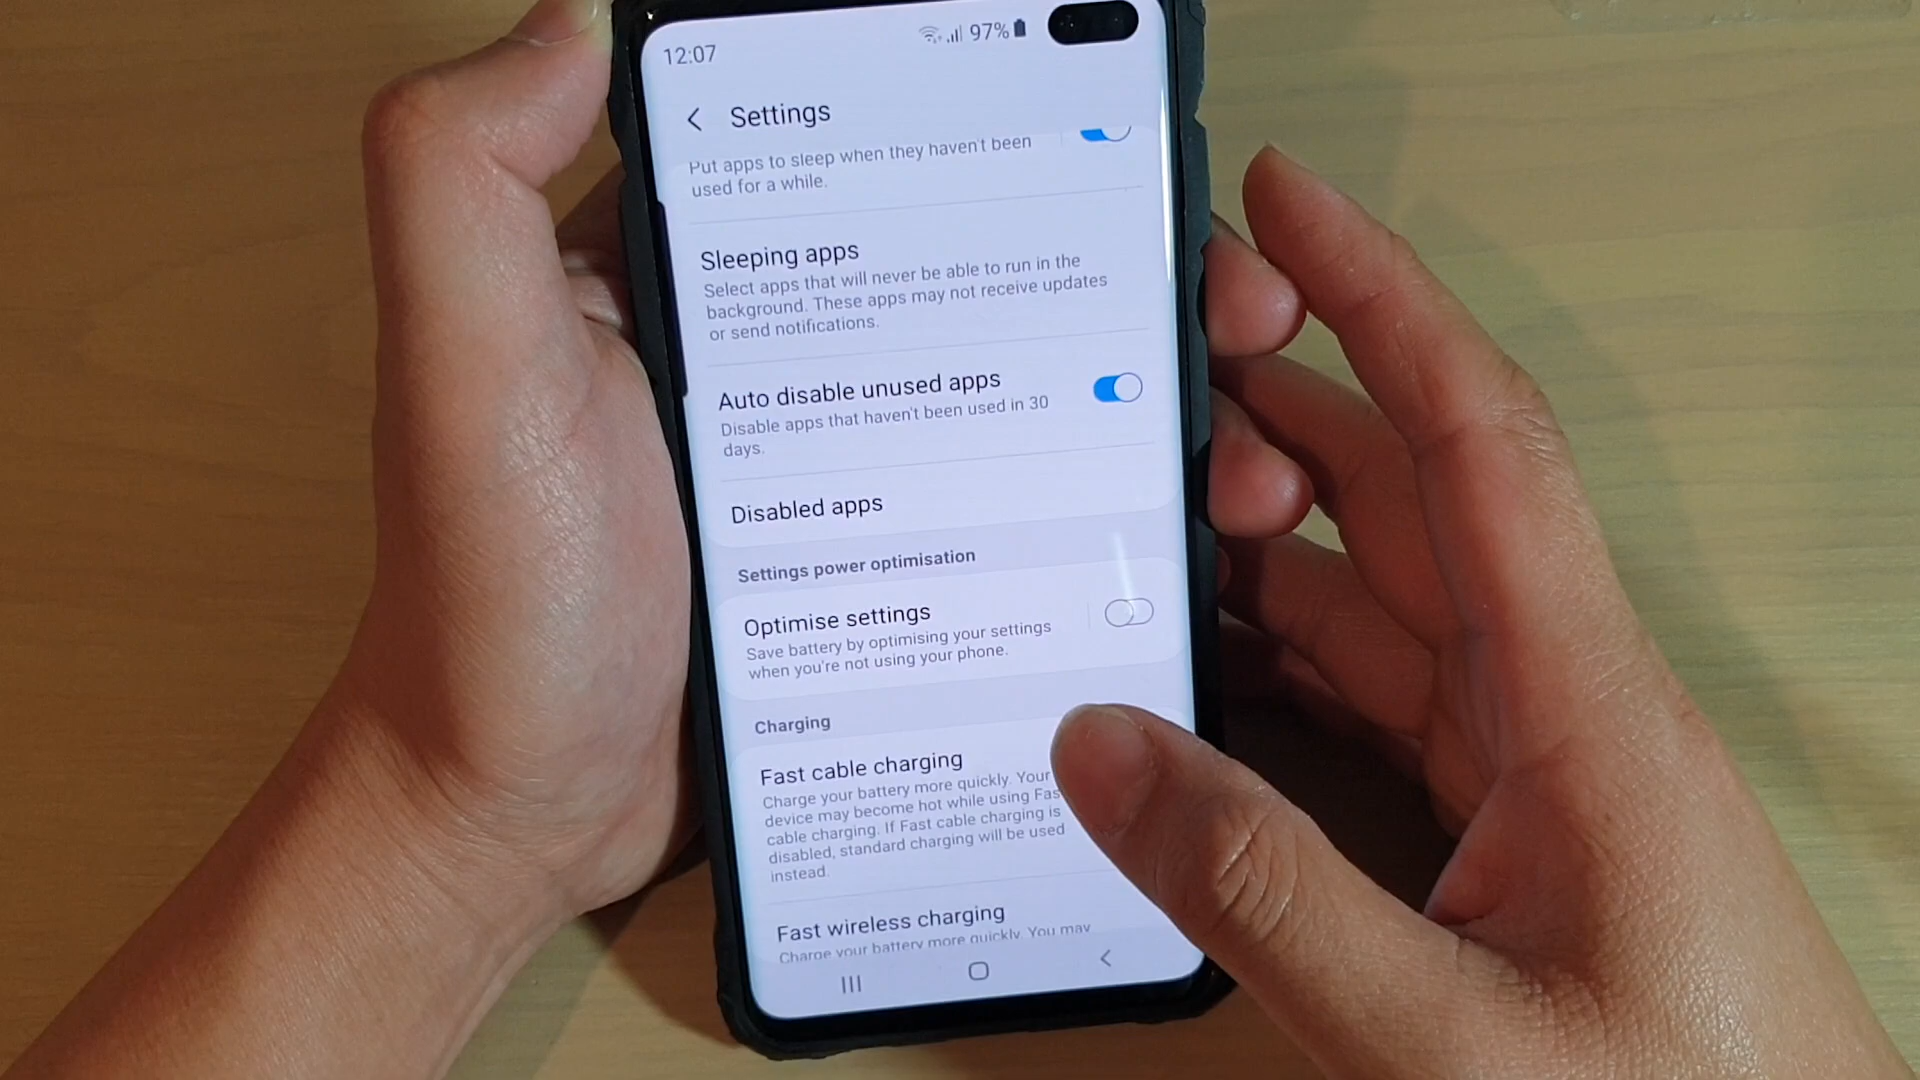 12:07
97%
Settings
Put apps to sleep when they haven't been
used for a while.
Sleeping apps
Select apps that will never be able to run in the
background. These apps may not receive updates
or send notifications.
Auto disable unused apps
Disable apps that haven't been used in 30
days.
Disabled apps
Settings power optimisation
Optimise settings
Save battery by optimising your settings
when you're not using your phone.
Charging
Fast cable charging
Charge your battery more quickly. Your
device may become hot while using Fas
cable charging. If Fast cable charging is
disabled, standard charging will be used
instead.
Fast wireless charging
Charge your battery more quickly. You may